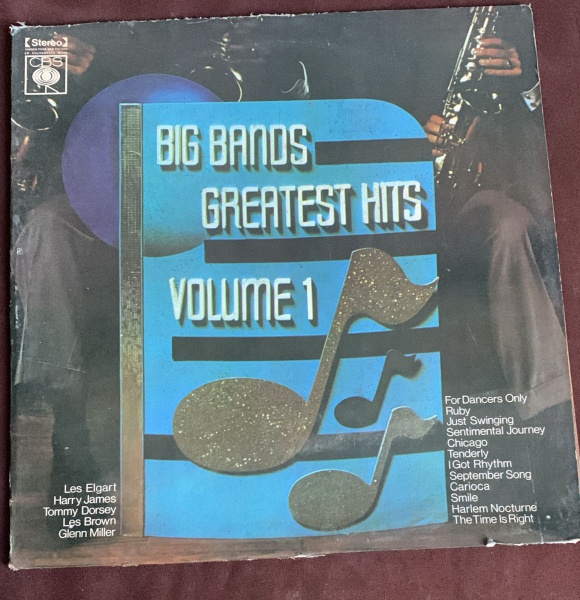 Stereo
CBS
BIG BANDS
GREATEST HITS
VOLUME 1
For Dancers Only
Ruby
Just Swinging
Sentimental Journey
Chicago
Tenderly
I Got Rhythm
September Song
Carioca
Smile
Harlem Nocturne
The Time Is Right
Les Elgart
Harry James
Tommy Dorsey
Les Brown
Glenn Miller